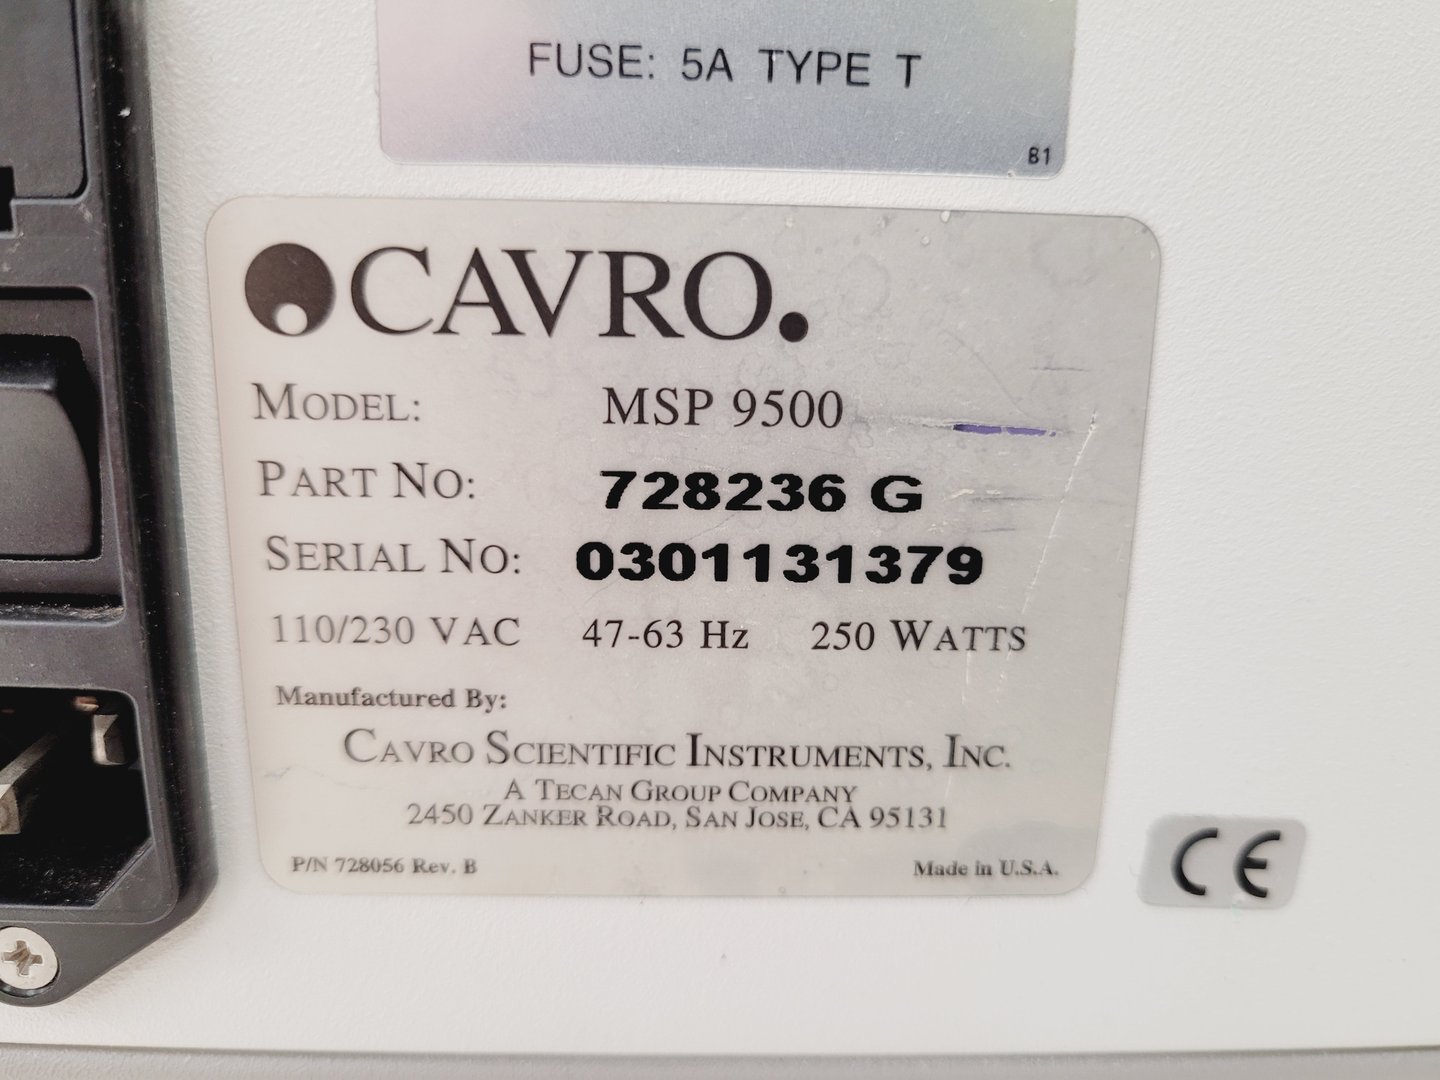 FUSE: 5A TYPE T
81
CAVRO.
MODEL: MSP 9500
PART NO: 728236 G
SERIAL NO: 0301131379
110/230 VAC 47-63 Hz 250 WATTS
Manufactured By:
CAVRO SCIENTIFIC INSTRUMENTS, INC.
A TECAN GROUP COMPANY
2450 ZANKER ROAD, SAN JOSE, CA 95131
P/N 728056 Rev. B Made in U.S.A.
CE